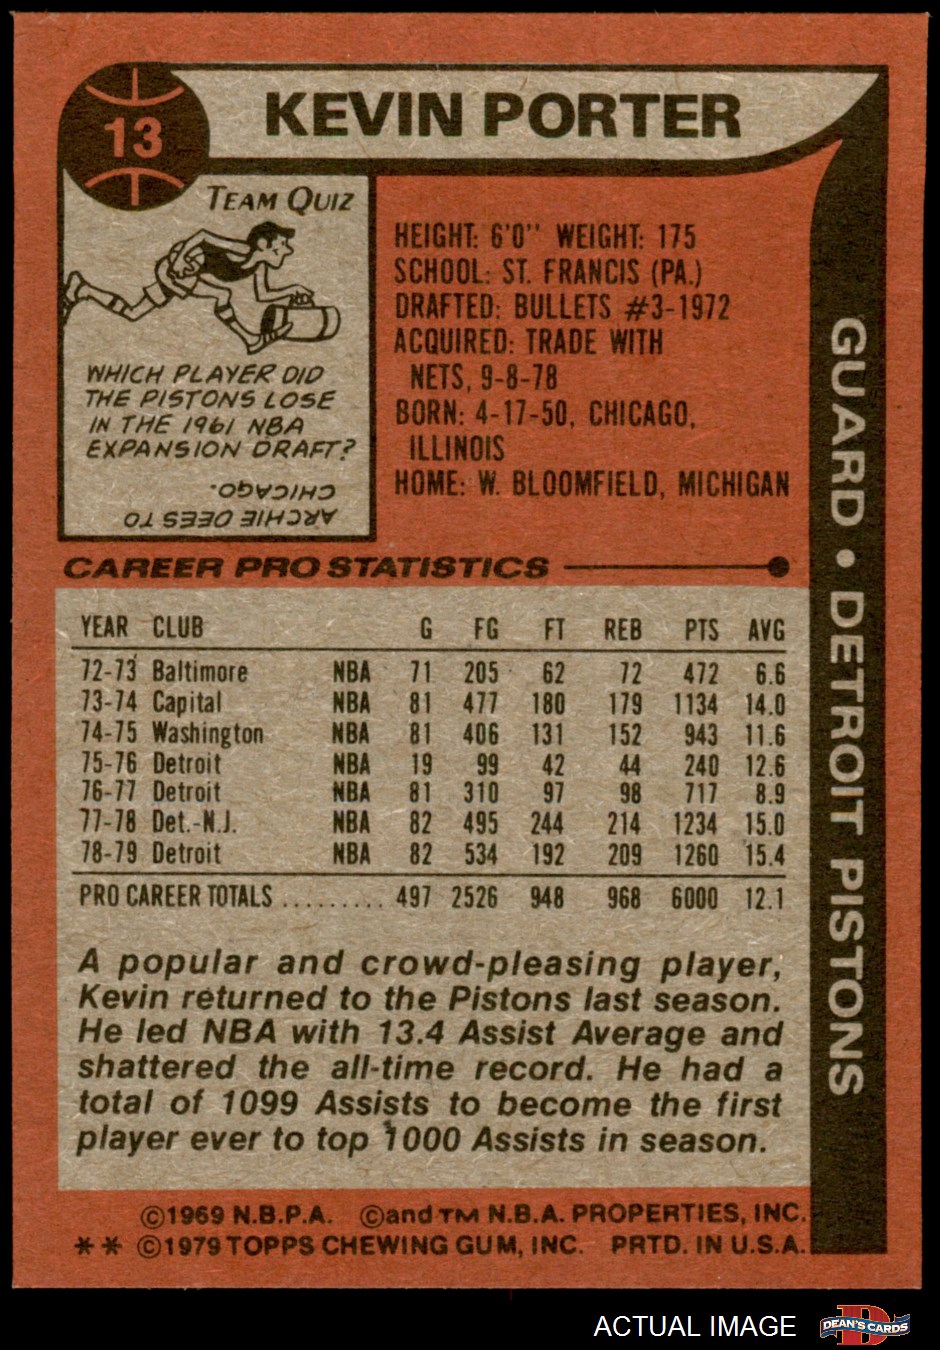 13
KEVIN PORTER
TEAM QUIZ
WHICH PLAYER DID
THE PISTONS LOSE
IN THE 1961 NBA
EXPANSION DRAFT?
ARCHIE DEES TO
CHICAGO.
HEIGHT: 6'0" WEIGHT: 175
SCHOOL: ST. FRANCIS (PA.)
DRAFTED: BULLETS #3-1972
ACQUIRED: TRADE WITH
NETS, 9-8-78
BORN: 4-17-50, CHICAGO,
ILLINOIS
HOME: W. BLOOMFIELD, MICHIGAN
GUARD • DETROIT PISTONS
CAREER PRO STATISTICS
YEAR CLUB G FG FT REB PTS AVG
72-73 Baltimore NBA 71 205 62 72 472 6.6
73-74 Capital NBA 81 477 180 179 1134 14.0
74-75 Washington NBA 81 406 131 152 943 11.6
75-76 Detroit NBA 19 99 42 44 240 12.6
76-77 Detroit NBA 81 310 97 98 717 8.9
77-78 Det.-N.J. NBA 82 495 244 214 1234 15.0
78-79 Detroit NBA 82 534 192 209 1260 15.4
PRO CAREER TOTALS ......... 497 2526 948 968 6000 12.1
A popular and crowd-pleasing player,
Kevin returned to the Pistons last season.
He led NBA with 13.4 Assist Average and
shattered the all-time record. He had a
total of 1099 Assists to become the first
player ever to top 1000 Assists in season.
©1969 N.B.P.A. ©and TM N.B.A. PROPERTIES, INC.
** ©1979 TOPPS CHEWING GUM, INC. PRTD. IN U.S.A.
ACTUAL IMAGE
D
DEAN'S CARDS